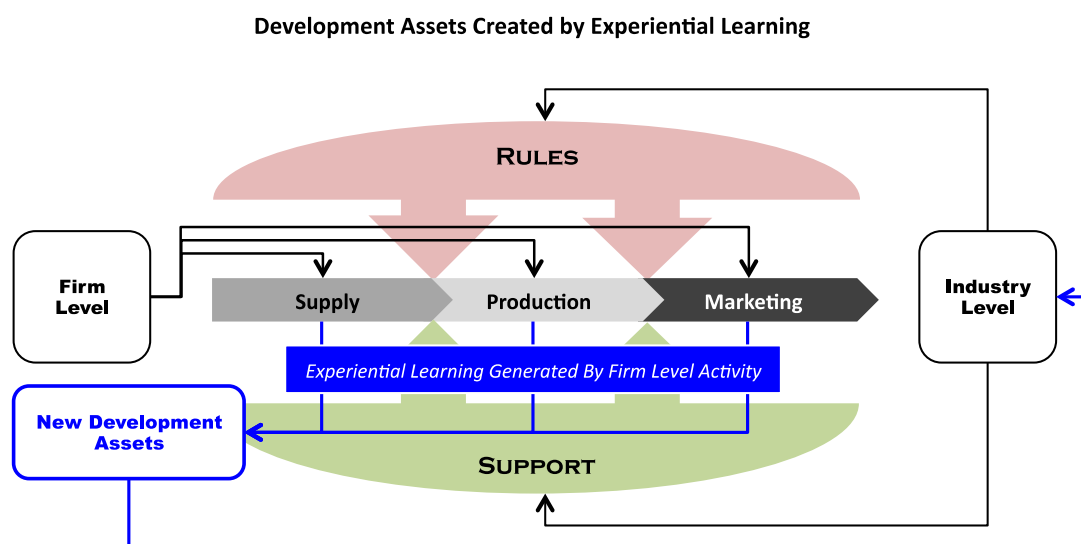 Development Assets Created by Experiential Learning
RULES
Firm
Level
Supply
Production
Marketing
Industry
Level
Experiential Learning Generated By Firm Level Activity
New Development
Assets
SUPPORT